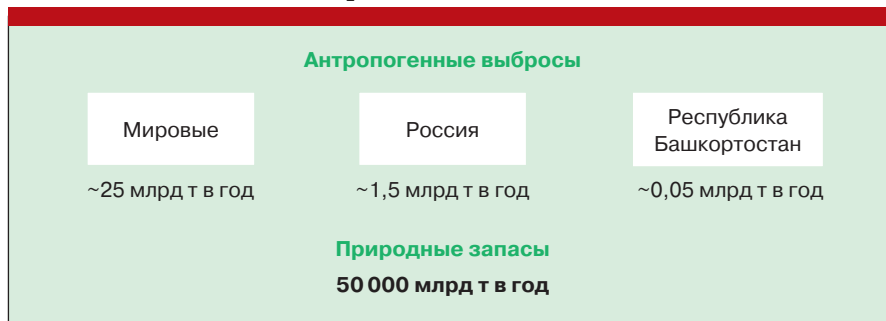 Антропогенные выбросы
Мировые
Россия
Республика
Башкортостан
~25 млрд т в год
~1,5 млрд т в год
~0,05 млрд т в год
Природные запасы
50 000 млрд т в год